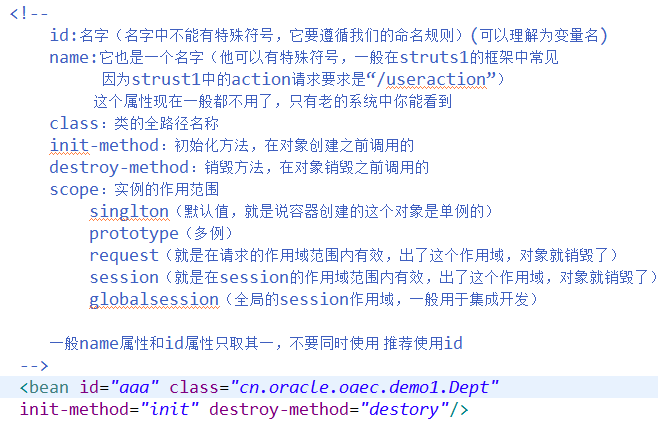 <!--
id:名字（名字中不能有特殊符号，它要遵循我们的命名规则）(可以理解为变量名)
name:它也是一个名字（他可以有特殊符号，一般在struts1的框架中常见
因为strust1中的action请求要求是“/useraction”）
这个属性现在一般都不用了，只有老的系统中你能看到
class：类的全路径名称
init-method：初始化方法，在对象创建之前调用的
destroy-method：销毁方法，在对象销毁之前调用的
scope：实例的作用范围
singlton（默认值，就是说容器创建的这个对象是单例的）
prototype（多例）
request（就是在请求的作用域范围内有效，出了这个作用域，对象就销毁了）
session（就是在session的作用域范围内有效，出了这个作用域，对象就销毁了）
globalsession（全局的session作用域，一般用于集成开发）
一般name属性和id属性只取其一，不要同时使用 推荐使用id
-->
<bean id="aaa" class="cn.oracle.oaec.demo1.Dept"
init-method="init" destroy-method="destory"/>